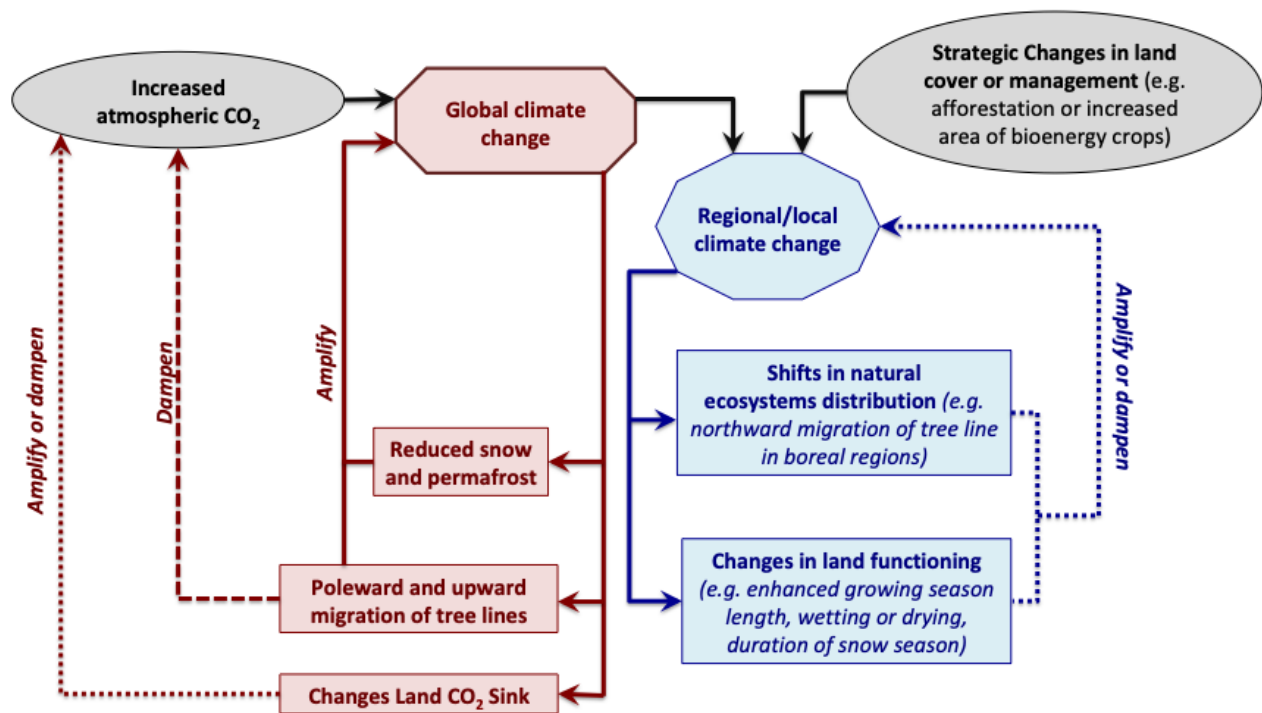 Increased
atmospheric CO₂
Global climate
change
Strategic Changes in land
cover or management (e.g.
afforestation or increased
area of bioenergy crops)
Regional/local
climate change
Amplify or dampen
Dampen
Amplify
Amplify or dampen
Shifts in natural
ecosystems distribution (e.g.
northward migration of tree line
in boreal regions)
Reduced snow
and permafrost
Changes in land functioning
(e.g. enhanced growing season
length, wetting or drying,
duration of snow season)
Poleward and upward
migration of tree lines
Changes Land CO₂ Sink